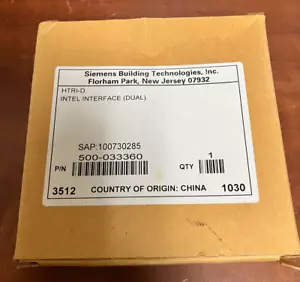 Siemens Building Technologies, Inc.
Florham Park, New Jersey 07932
HTRI-D
INTEL INTERFACE (DUAL)
SAP:100730285
P/N 500-033360 QTY 1
3512 COUNTRY OF ORIGIN: CHINA 1030